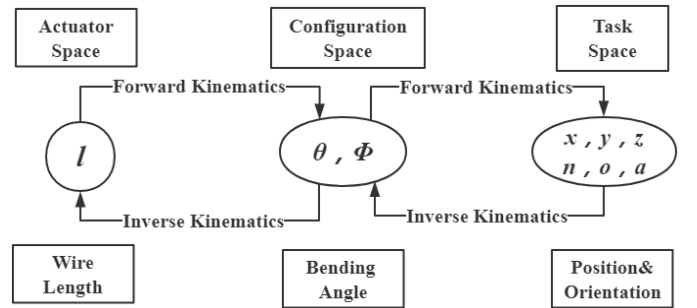 Actuator
Space
Configuration
Space
Task
Space
Forward Kinematics
Forward Kinematics
l
θ , Φ
x , y , z
n , o , a
Inverse Kinematics
Inverse Kinematics
Wire
Length
Bending
Angle
Position&
Orientation